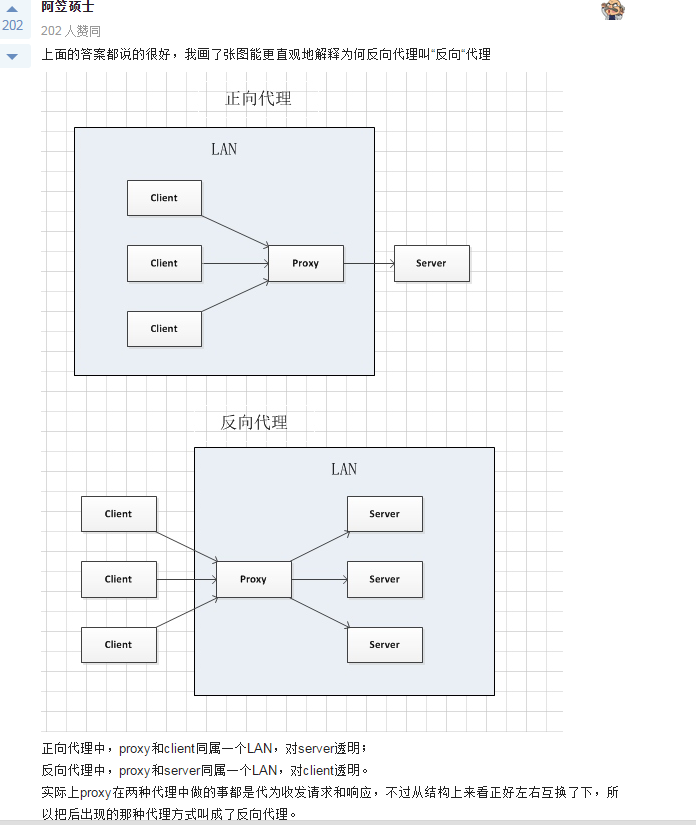 阿笠硕士
202
202 人赞同
上面的答案都说的很好，我画了张图能更直观地解释为何反向代理叫“反向“代理
正向代理
LAN
Client
Client
Proxy
Server
Client
反向代理
LAN
Client
Server
Client
Proxy
Server
Client
Server
正向代理中，proxy和client同属一个LAN，对server透明；
反向代理中，proxy和server同属一个LAN，对client透明。
实际上proxy在两种代理中做的事都是代为收发请求和响应，不过从结构上来看正好左右互换了下，所
以把后出现的那种代理方式叫成了反向代理。